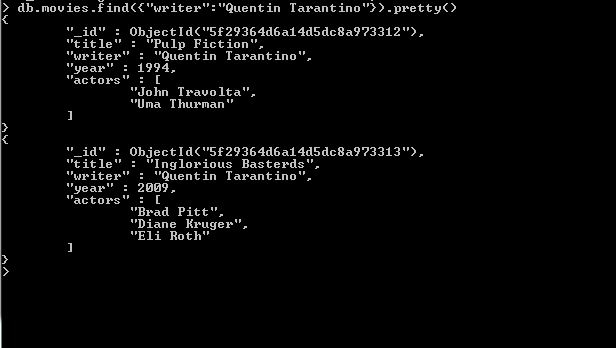 > db.movies.find({"writer":"Quentin Tarantino"}).pretty()
{
"_id" : ObjectId("5f29364d6a14d5dc8a973312"),
"title" : "Pulp Fiction",
"writer" : "Quentin Tarantino",
"year" : 1994,
"actors" : [
"John Travolta",
"Uma Thurman"
]
}
{
"_id" : ObjectId("5f29364d6a14d5dc8a973313"),
"title" : "Inglorious Basterds",
"writer" : "Quentin Tarantino",
"year" : 2009,
"actors" : [
"Brad Pitt",
"Diane Kruger",
"Eli Roth"
]
}
>